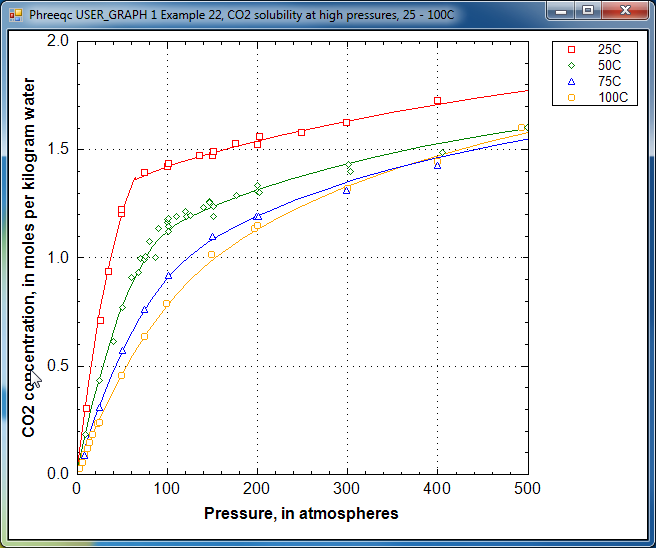 Phreeqc USER_GRAPH 1 Example 22, CO2 solubility at high pressures, 25 - 100C
2.0
1.5
1.0
0.5
0.0
CO2 concentration, in moles per kilogram water
0
100
200
300
400
500
Pressure, in atmospheres
25C
50C
75C
100C